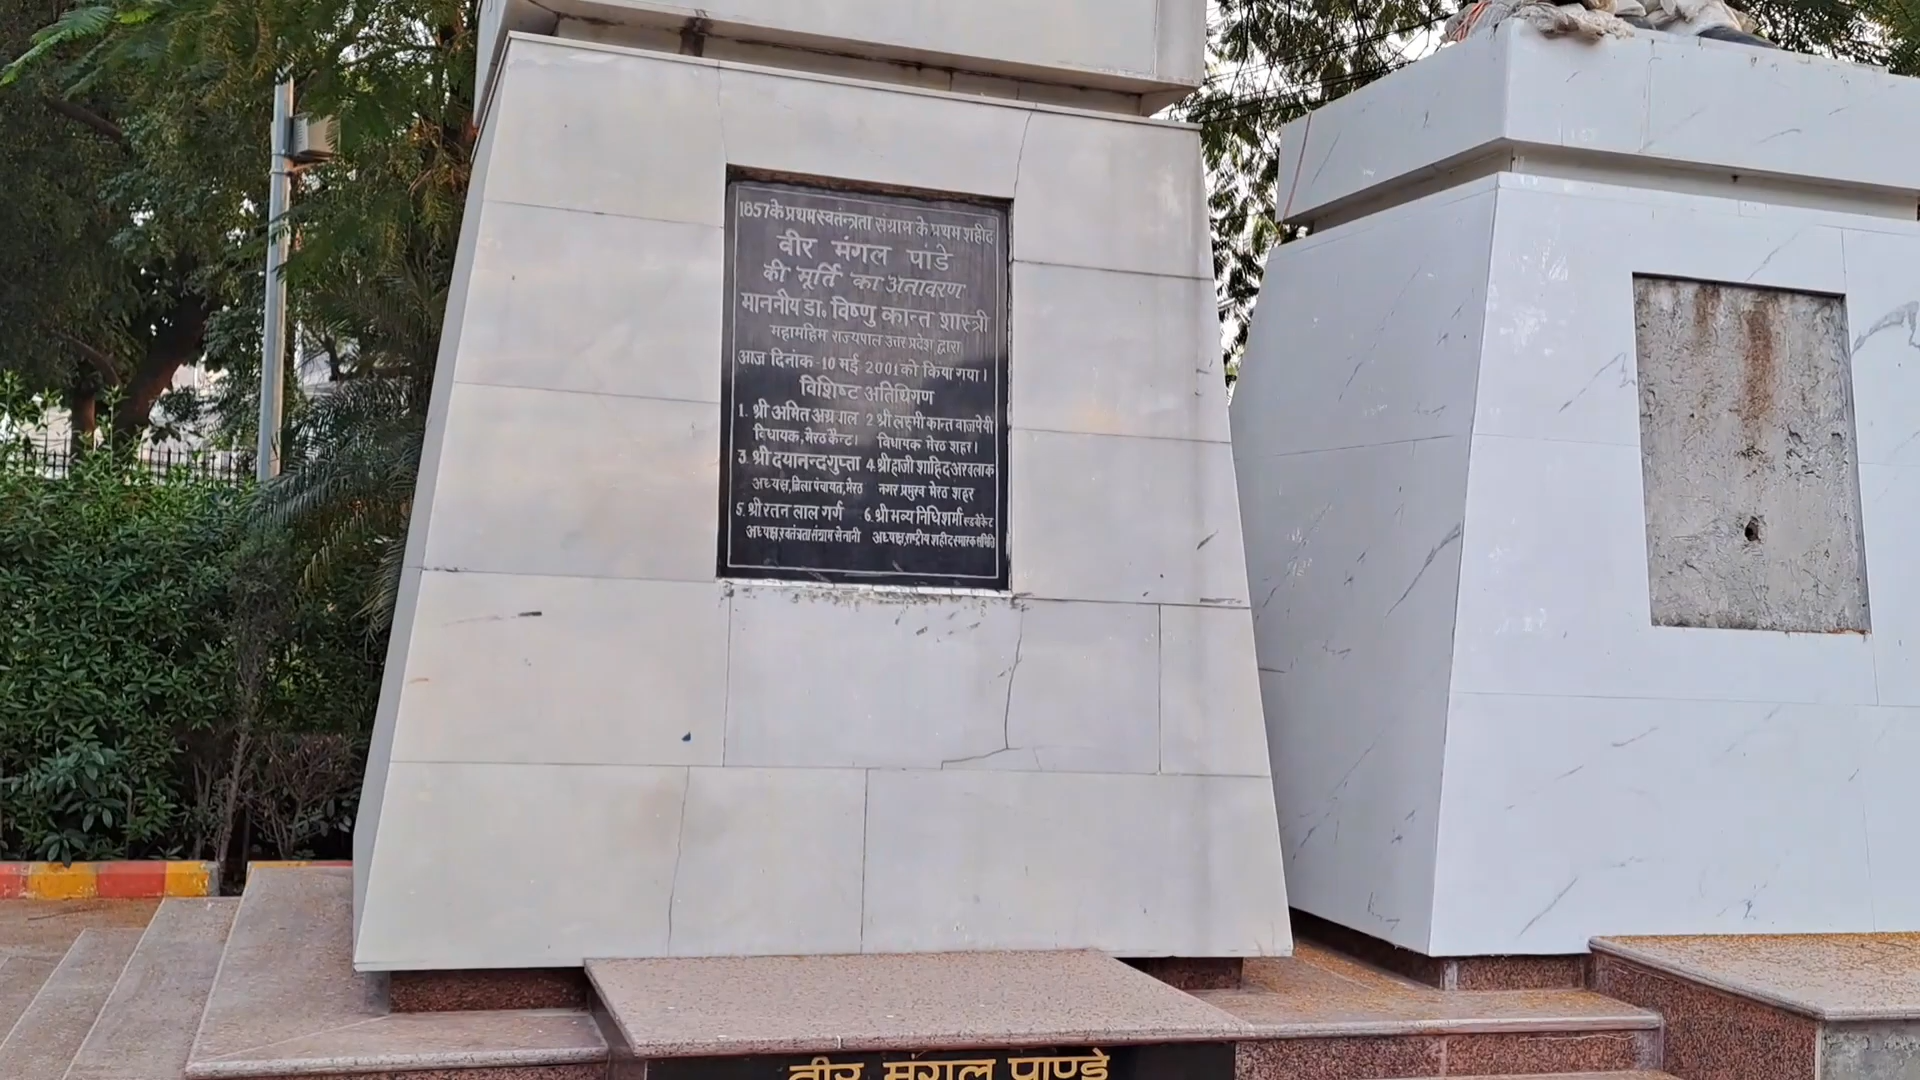 1857 के प्रथम स्वतंन्त्रता संग्राम के प्रथम शहीद
वीर मंगल पांडे
की मूर्ति का अनावरण
माननीय डा॰ विष्णु कान्त शास्त्री
महामहिम राज्यपाल उत्तर प्रदेश द्वारा
आज दिनांक - 10 मई 2001 को किया गया।
विशिष्ट अतिथिगण
1. श्री अमित अग्रवाल 2 श्री लक्ष्मी कान्त वाजपेयी
विधायक, मेरठ कैन्ट। विधायक मेरठ शहर।
3. श्री दयानन्द गुप्ता 4. श्री हाजी शाहिद अखलाक
अध्यक्ष, जिला पंचायत, मेरठ नगर प्रमुख मेरठ शहर
5. श्री रतन लाल गर्ग 6. श्री भव्य निधि शर्मा एडवोकेट
अध्यक्ष, स्वतंत्रता संग्राम सेनानी अध्यक्ष, राष्ट्रीय शहीद स्मारक समिति
वीर मंगल पाण्डे